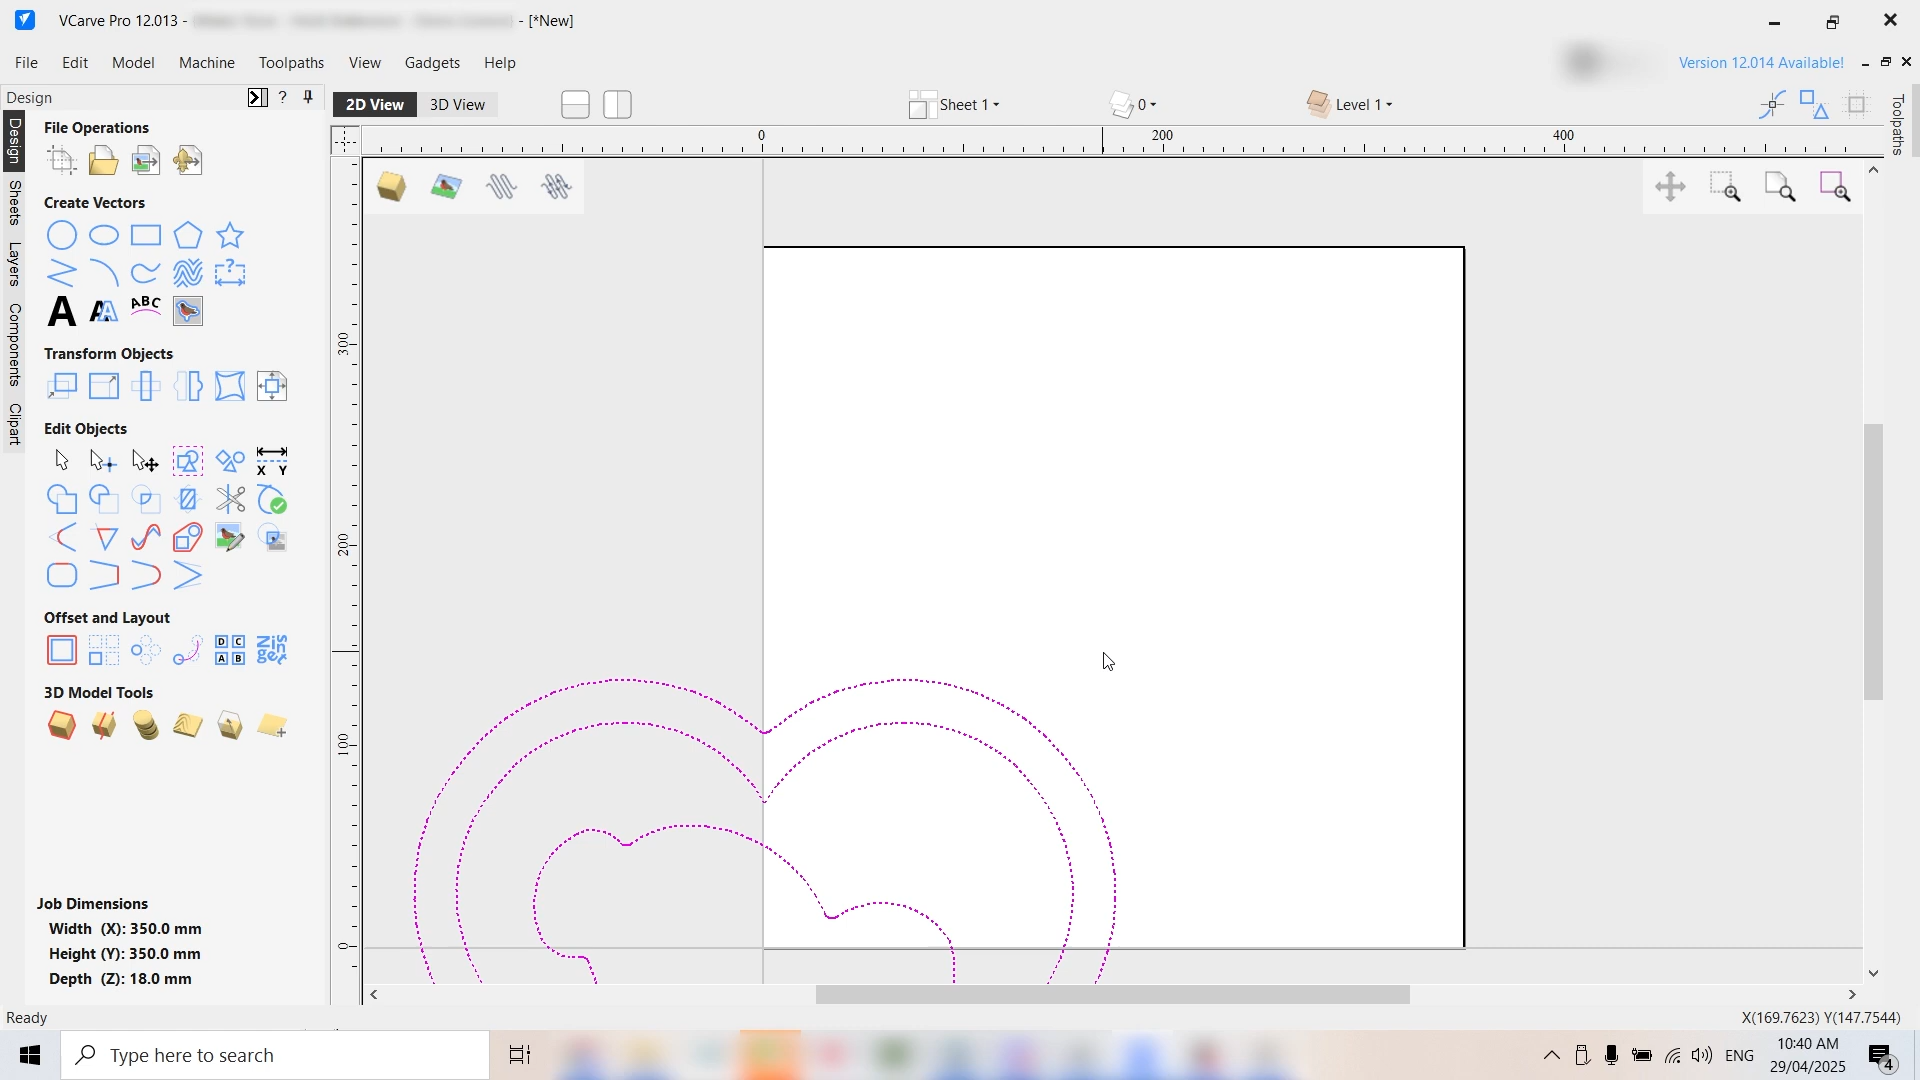 VCarve Pro 12.013 - - [*New]
File Edit Model Machine Toolpaths View Gadgets Help
Version 12.014 Available!
Design ?
2D View 3D View
Sheet 1
0
Level 1
Toolpaths
Design
Sheets
Layers
Components
Clipart
File Operations
Create Vectors
A A ABC
Transform Objects
Edit Objects
X Y
Offset and Layout
D C
A B
3D Model Tools
Job Dimensions
Width (X): 350.0 mm
Height (Y): 350.0 mm
Depth (Z): 18.0 mm
0 200 400
300
200
100
0
Ready
X(169.7623) Y(147.7544)
Type here to search
ENG
10:40 AM
29/04/2025
4